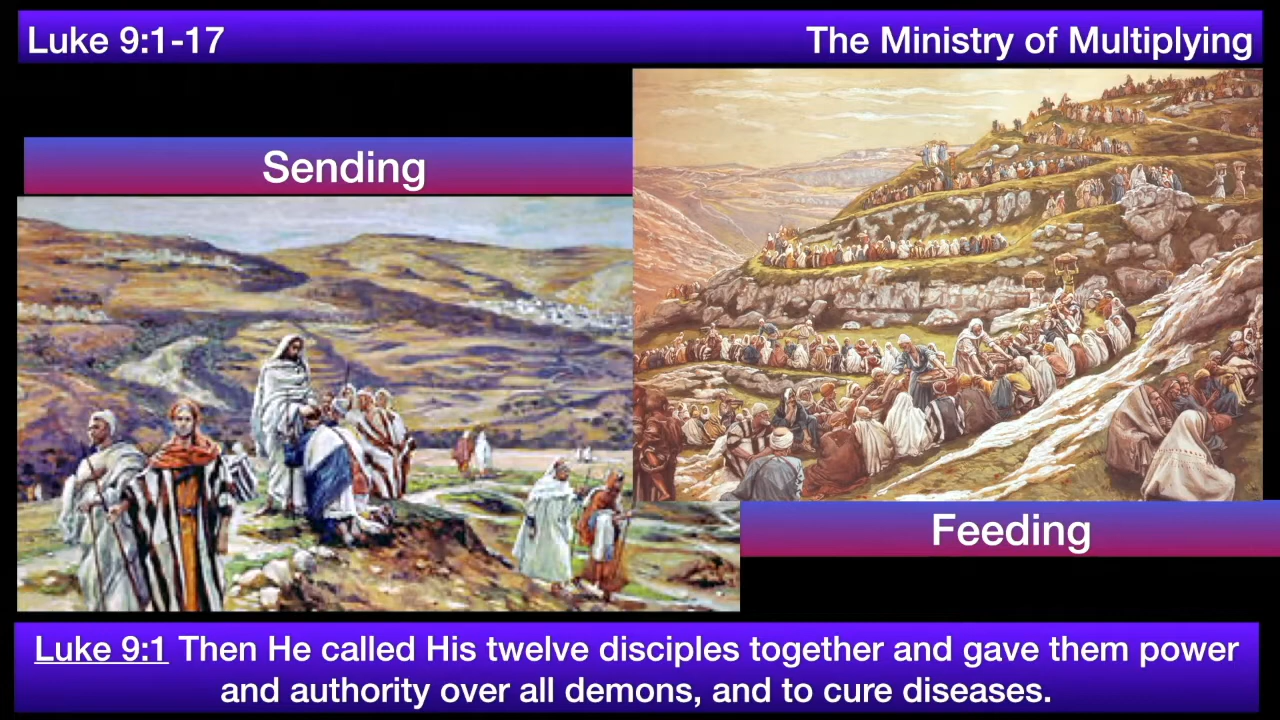 Luke 9:1-17
The Ministry of Multiplying
Sending
Feeding
Luke 9:1 Then He called His twelve disciples together and gave them power
and authority over all demons, and to cure diseases.